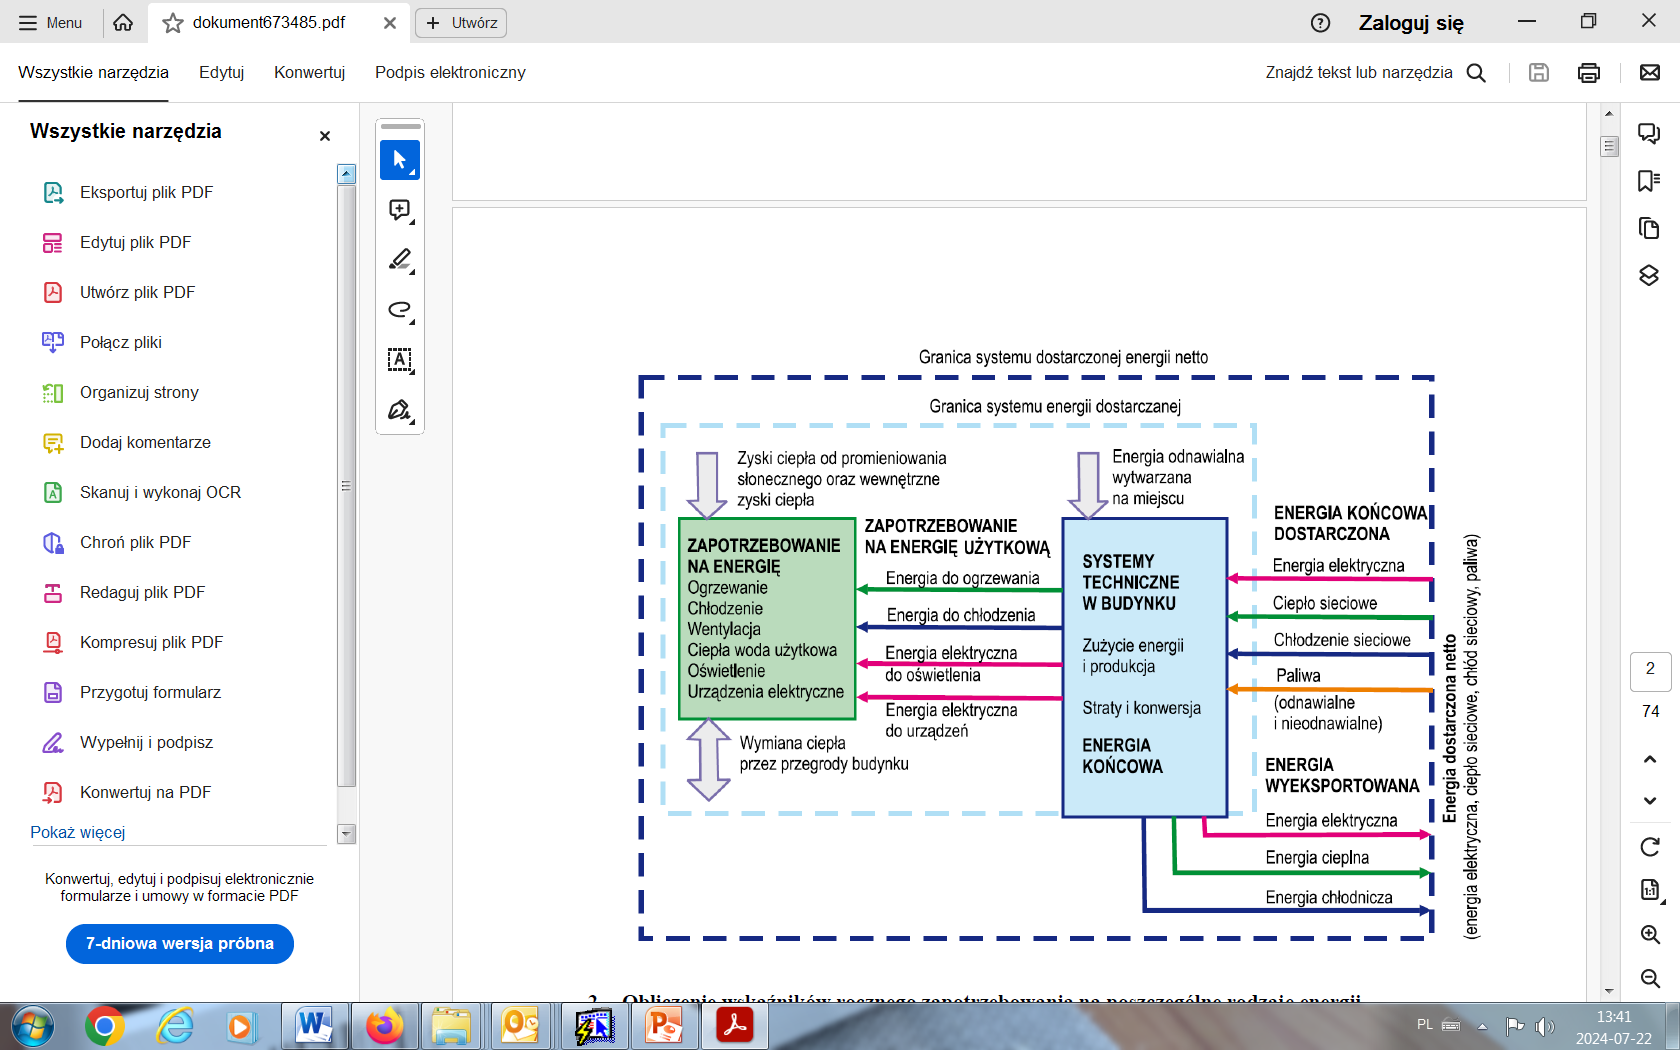 Menu
dokument673485.pdf
Utwórz
Zaloguj się
Wszystkie narzędzia
Edytuj
Konwertuj
Podpis elektroniczny
Znajdź tekst lub narzędzia
Wszystkie narzędzia
Eksportuj plik PDF
Edytuj plik PDF
Utwórz plik PDF
Połącz pliki
Organizuj strony
Dodaj komentarze
Skanuj i wykonaj OCR
Chroń plik PDF
Redaguj plik PDF
Kompresuj plik PDF
Przygotuj formularz
Wypełnij i podpisz
Konwertuj na PDF
Pokaż więcej
Konwertuj, edytuj i podpisuj elektronicznie
formularze i umowy w formacie PDF
7-dniowa wersja próbna
Granica systemu dostarczonej energii netto
Granica systemu energii dostarczanej
Zyski ciepła od promieniowania
słonecznego oraz wewnętrzne
zyski ciepła
Energia odnawialna
wytwarzana
na miejscu
ZAPOTRZEBOWANIE
NA ENERGIĘ
Ogrzewanie
Chłodzenie
Wentylacja
Ciepła woda użytkowa
Oświetlenie
Urządzenia elektryczne
ZAPOTRZEBOWANIE
NA ENERGIĘ UŻYTKOWĄ
Energia do ogrzewania
Energia do chłodzenia
Energia elektryczna
do oświetlenia
Energia elektryczna
do urządzeń
Wymiana ciepła
przez przegrody budynku
SYSTEMY
TECHNICZNE
W BUDYNKU
Zużycie energii
i produkcja
Straty i konwersja
ENERGIA
KOŃCOWA
ENERGIA KOŃCOWA
DOSTARCZONA
Energia elektryczna
Ciepło sieciowe
Chłodzenie sieciowe
Paliwa
(odnawialne
i nieodnawialne)
ENERGIA
WYEKSPORTOWANA
Energia elektryczna
Energia cieplna
Energia chłodnicza
Energia dostarczona netto
(energia elektryczna, ciepło sieciowe, chłód sieciowy, paliwa)
2. Obliczenie wskaźników rocznego zapotrzebowania na poszczególne rodzaje energii
2
74
PL
13:41
2024-07-22